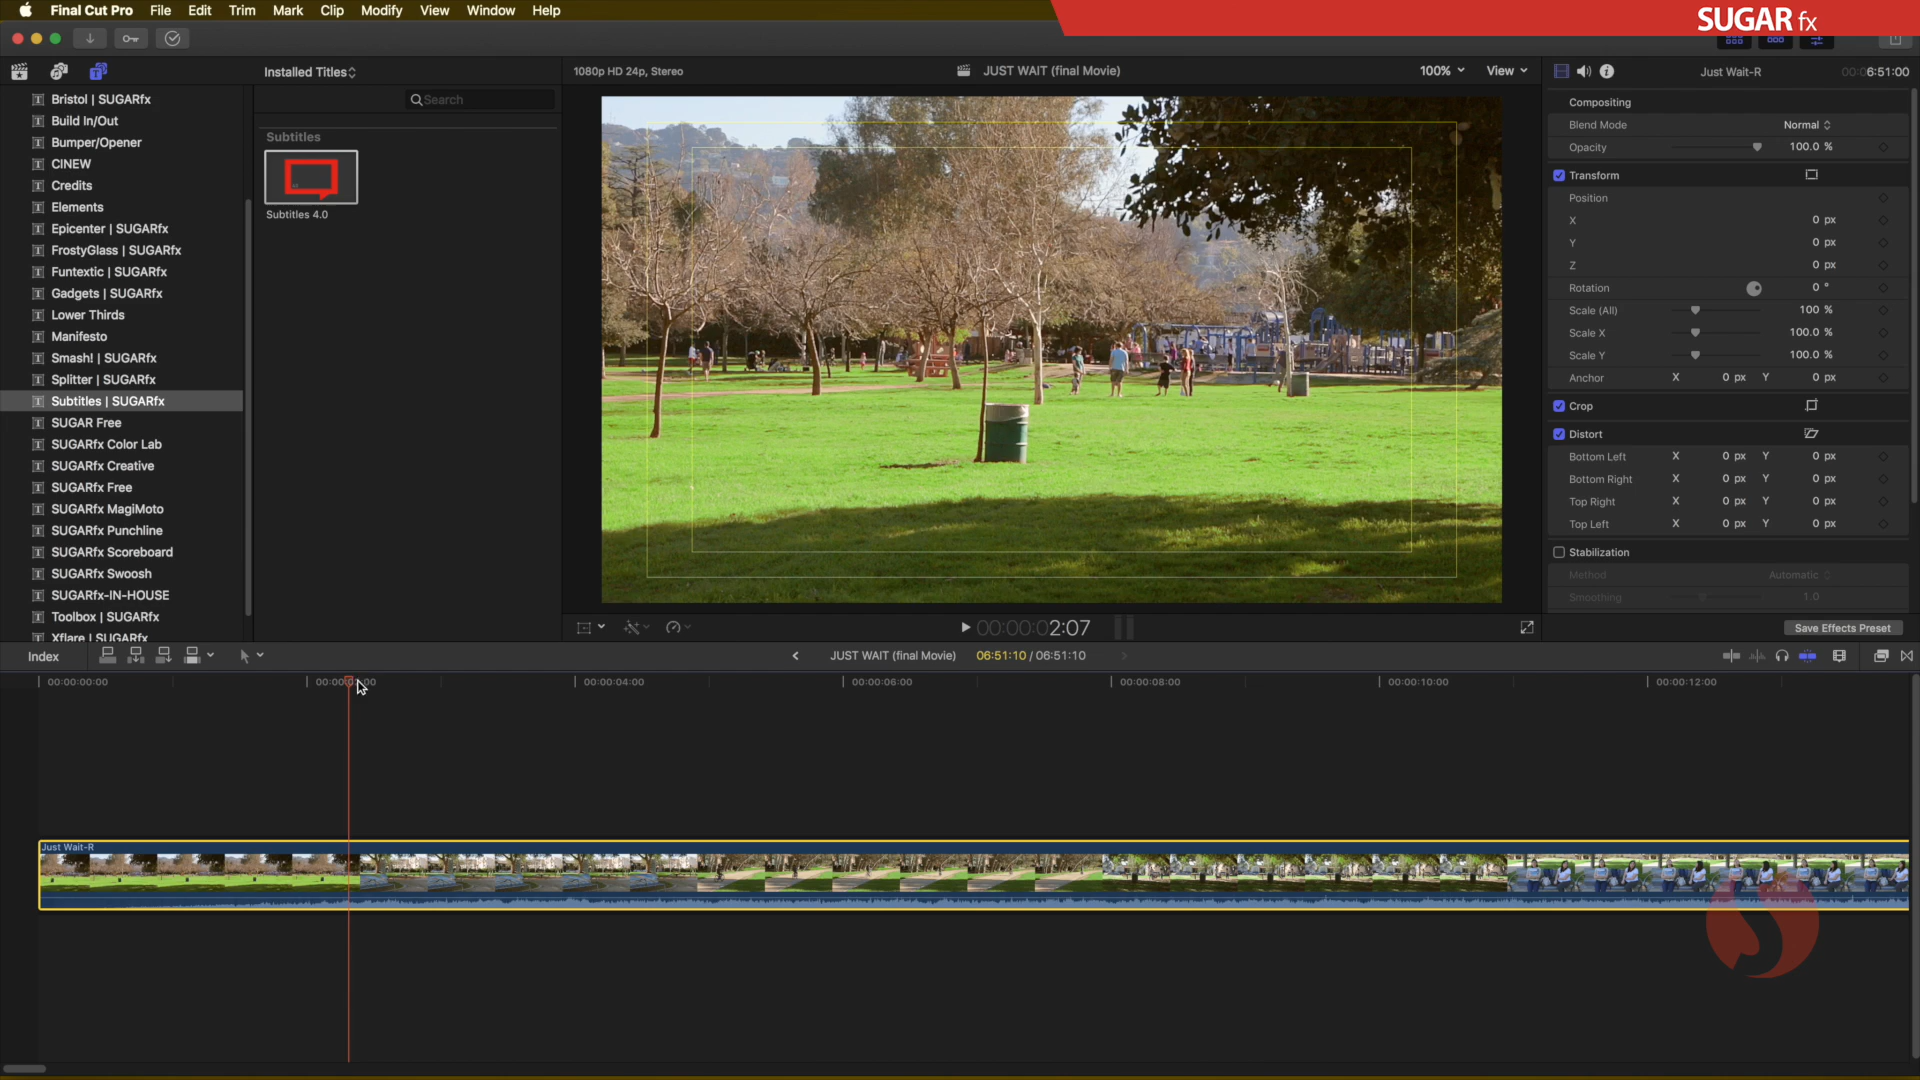 Final Cut Pro File Edit Trim Mark Clip Modify View Window Help
SUGAR fx
Installed Titles
1080p HD 24p, Stereo
JUST WAIT (final Movie)
100%
View
Just Wait-R
00:00:06:51:00
Search
Subtitles
Subtitles 4.0
Bristol | SUGARfx
Build In/Out
Bumper/Opener
CINEW
Credits
Elements
Epicenter | SUGARfx
FrostyGlass | SUGARfx
Funtextic | SUGARfx
Gadgets | SUGARfx
Lower Thirds
Manifesto
Smash! | SUGARfx
Splitter | SUGARfx
Subtitles | SUGARfx
SUGAR Free
SUGARfx Color Lab
SUGARfx Creative
SUGARfx Free
SUGARfx MagiMoto
SUGARfx Punchline
SUGARfx Scoreboard
SUGARfx Swoosh
SUGARfx-IN-HOUSE
Toolbox | SUGARfx
Xflare | SUGARfx
Compositing
Blend Mode Normal
Opacity 100.0 %
Transform
Position
X 0 px
Y 0 px
Z 0 px
Rotation 0 °
Scale (All) 100 %
Scale X 100.0 %
Scale Y 100.0 %
Anchor X 0 px Y 0 px
Crop
Distort
Bottom Left X 0 px Y 0 px
Bottom Right X 0 px Y 0 px
Top Right X 0 px Y 0 px
Top Left X 0 px Y 0 px
Stabilization
Method Automatic
Smoothing 1.0
Save Effects Preset
00:00:02:07
Index
JUST WAIT (final Movie)
06:51:10 / 06:51:10
00:00:00:00
00:00:04:00
00:00:06:00
00:00:08:00
00:00:10:00
00:00:12:00
Just Wait-R